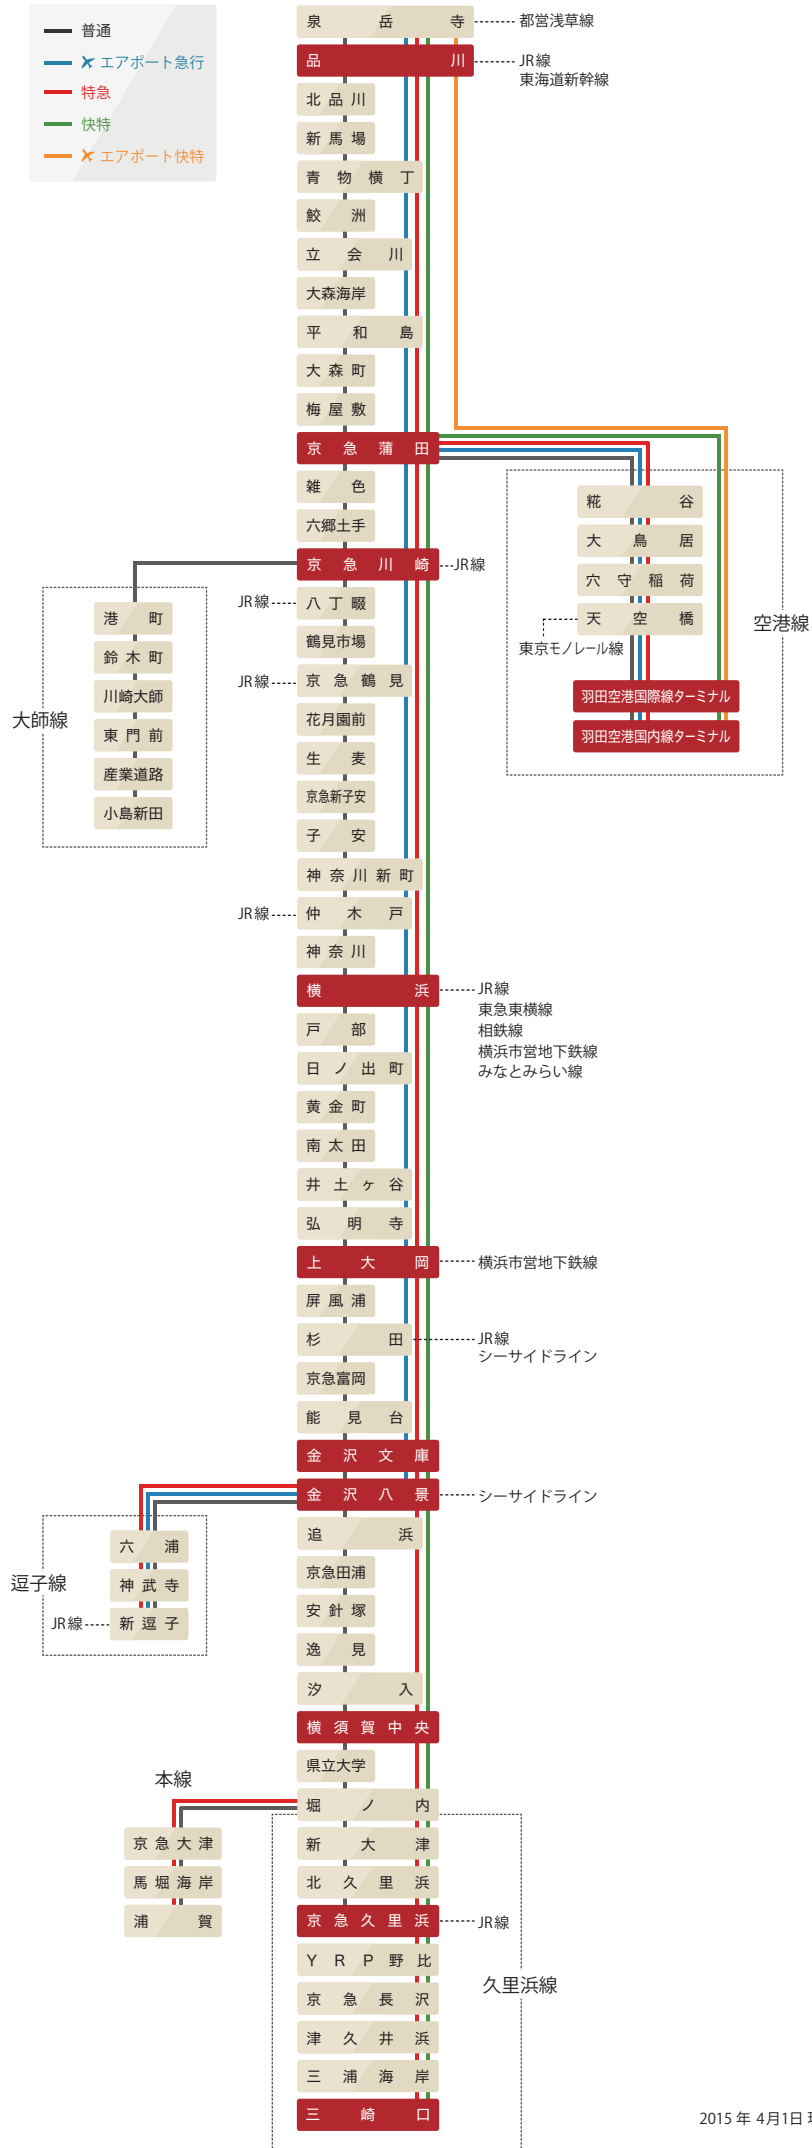 普通
エアポート急行
特急
快特
エアポート快特
泉岳寺
都営浅草線
品川
JR線
東海道新幹線
北品川
新馬場
青物横丁
鮫洲
立会川
大森海岸
平和島
大森町
梅屋敷
京急蒲田
雑色
六郷土手
京急川崎
JR線
糀谷
大鳥居
穴守稲荷
天空橋
東京モノレール線
羽田空港国際線ターミナル
羽田空港国内線ターミナル
空港線
港町
鈴木町
川崎大師
東門前
産業道路
小島新田
大師線
JR線
八丁畷
鶴見市場
JR線
京急鶴見
花月園前
生麦
京急新子安
子安
神奈川新町
JR線
仲木戸
神奈川
横浜
JR線
東急東横線
相鉄線
横浜市営地下鉄線
みなとみらい線
戸部
日ノ出町
黄金町
南太田
井土ヶ谷
弘明寺
上大岡
横浜市営地下鉄線
屏風浦
杉田
JR線
シーサイドライン
京急富岡
能見台
金沢文庫
金沢八景
シーサイドライン
六浦
神武寺
JR線
新逗子
逗子線
追浜
京急田浦
安針塚
逸見
汐入
横須賀中央
県立大学
本線
堀ノ内
京急大津
馬堀海岸
浦賀
新大津
北久里浜
京急久里浜
JR線
YRP野比
京急長沢
津久井浜
三浦海岸
三崎口
久里浜線
2015年 4月1日